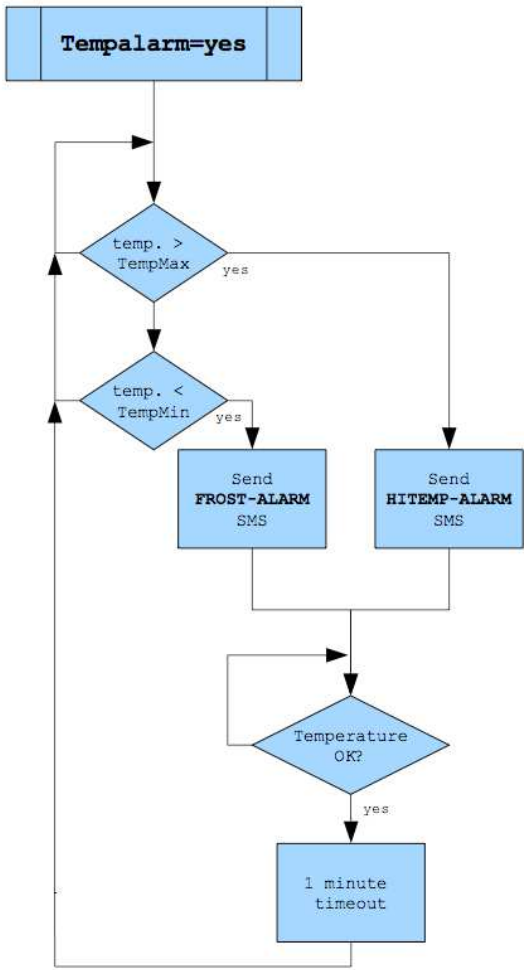 Tempalarm=yes
temp. >
TempMax
yes
temp. <
TempMin
yes
Send
FROST-ALARM
SMS
Send
HITEMP-ALARM
SMS
Temperature
OK?
yes
1 minute
timeout